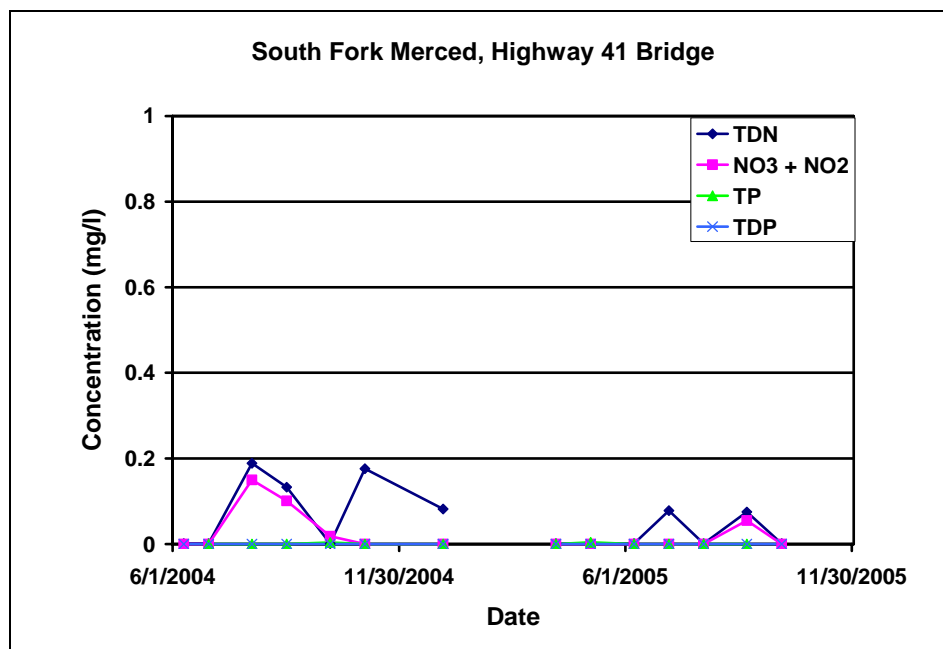 South Fork Merced, Highway 41 Bridge
1
0.8
0.6
0.4
0.2
0
Concentration (mg/l)
TDN
NO3 + NO2
TP
TDP
6/1/2004
11/30/2004
6/1/2005
11/30/2005
Date